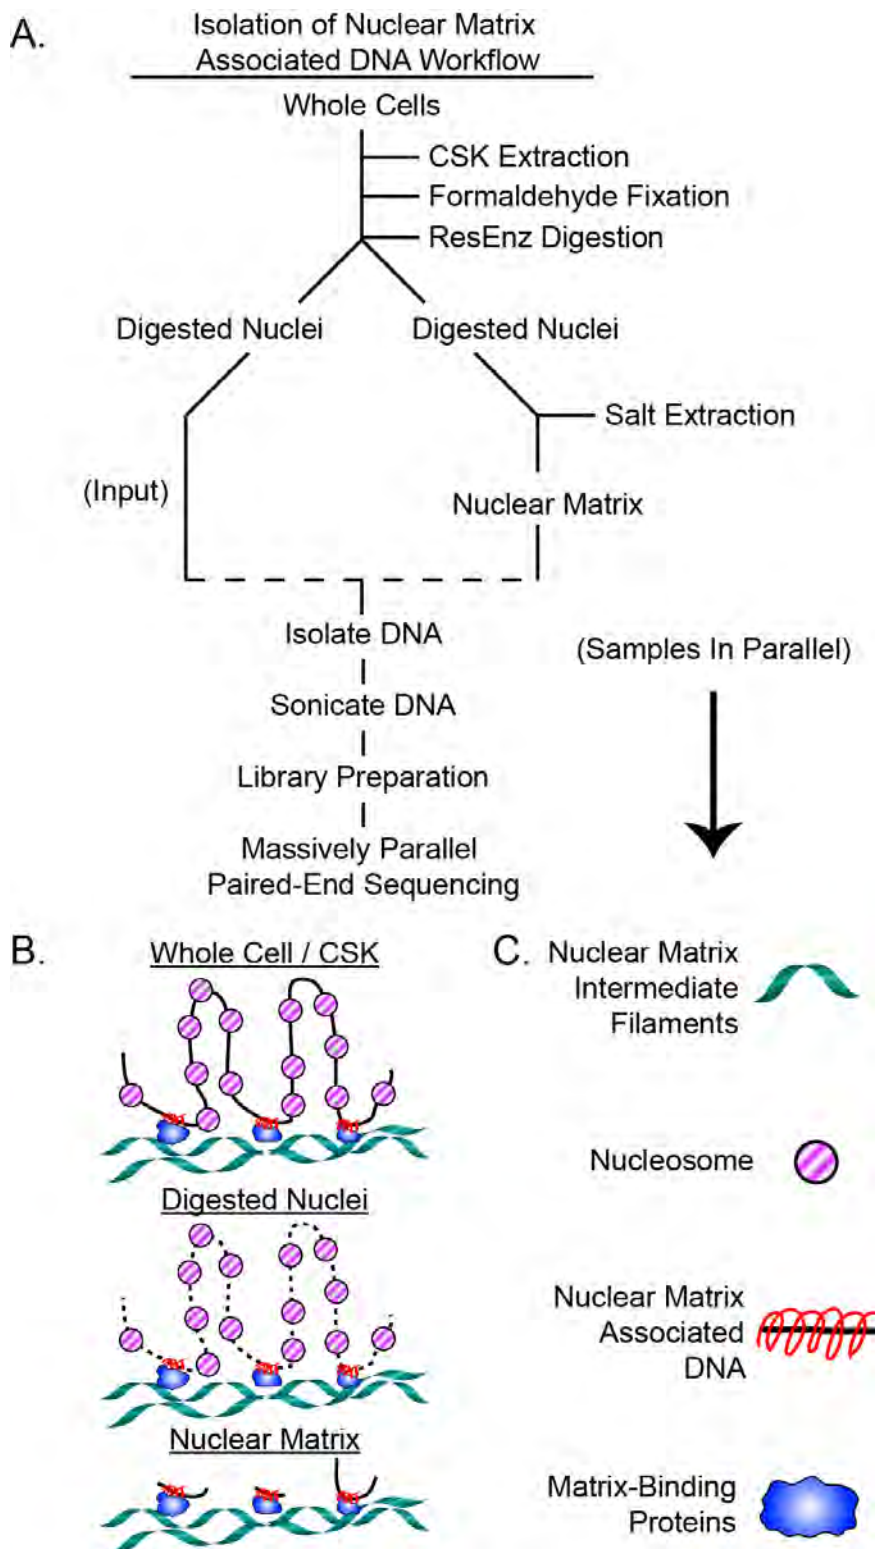 A.
Isolation of Nuclear Matrix
Associated DNA Workflow
Whole Cells
CSK Extraction
Formaldehyde Fixation
ResEnz Digestion
Digested Nuclei
Digested Nuclei
Salt Extraction
(Input)
Nuclear Matrix
Isolate DNA
(Samples In Parallel)
Sonicate DNA
Library Preparation
Massively Parallel
Paired-End Sequencing
B.
Whole Cell / CSK
Digested Nuclei
Nuclear Matrix
C.
Nuclear Matrix
Intermediate
Filaments
Nucleosome
Nuclear Matrix
Associated
DNA
Matrix-Binding
Proteins